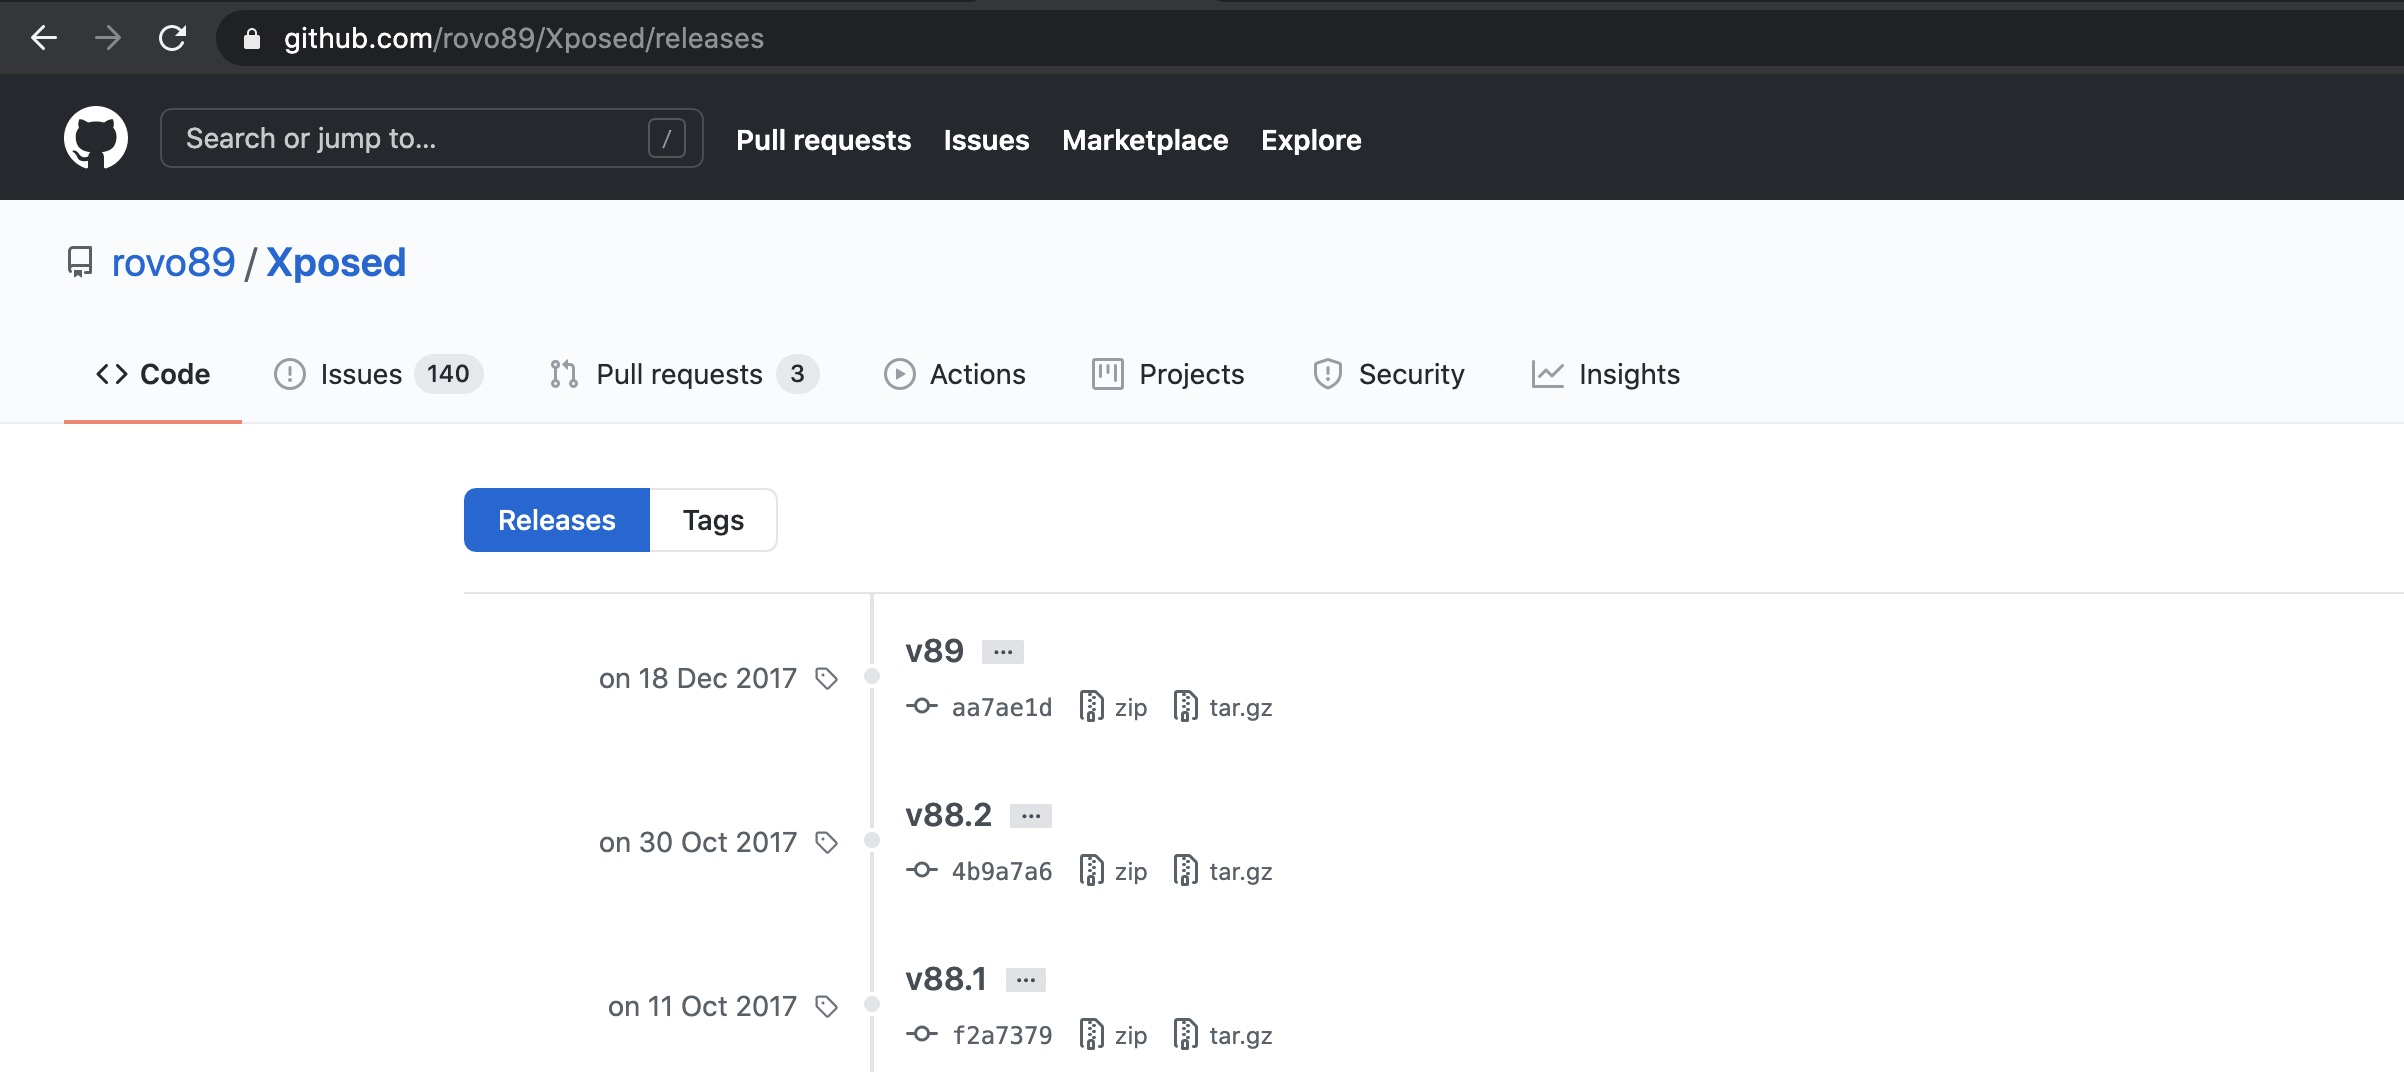 github.com/rovo89/Xposed/releases
Search or jump to... /
Pull requests Issues Marketplace Explore
rovo89 / Xposed
Code Issues 140 Pull requests 3 Actions Projects Security Insights
Releases Tags
v89 ...
on 18 Dec 2017
aa7ae1d zip tar.gz
v88.2 ...
on 30 Oct 2017
4b9a7a6 zip tar.gz
v88.1 ...
on 11 Oct 2017
f2a7379 zip tar.gz